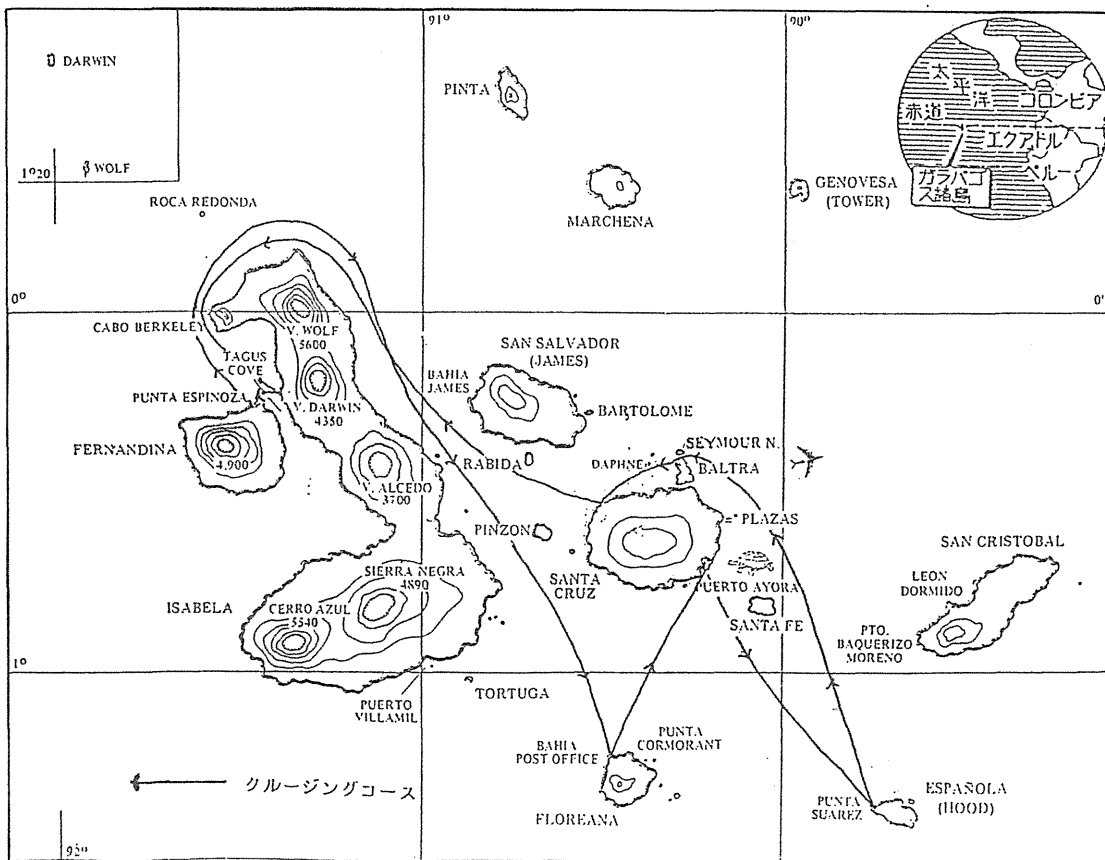 91°
90°
DARWIN
PINTA
太平洋
コロンビア
赤道
エクアドル
ペルー
ガラパゴ
ス諸島
1°20
WOLF
ROCA REDONDA
MARCHENA
GENOVESA
(TOWER)
0°
0°
CABO BERKELEY
V. WOLF
5600
TAGUS
COVE
SAN SALVADOR
(JAMES)
BAHIA
JAMES
PUNTA ESPINOZA
V. DARWIN
4350
BARTOLOME
FERNANDINA
4,900
V. ALCEDO
3700
RABIDA
DAPHNE
SEYMOUR N.
BALTRA
PINZON
PLAZAS
SANTA
CRUZ
PUERTO AYORA
SANTA FE
SAN CRISTOBAL
LEON
DORMIDO
PTO.
BAQUERIZO
MORENO
ISABELA
SIERRA NEGRA
4890
CERRO AZUL
5540
1°
PUERTO
VILLAMIL
TORTUGA
BAHIA
POST OFFICE
PUNTA
CORMORANT
FLOREANA
PUNTA
SUAREZ
ESPAÑOLA
(HOOD)
クルージングコース
92°